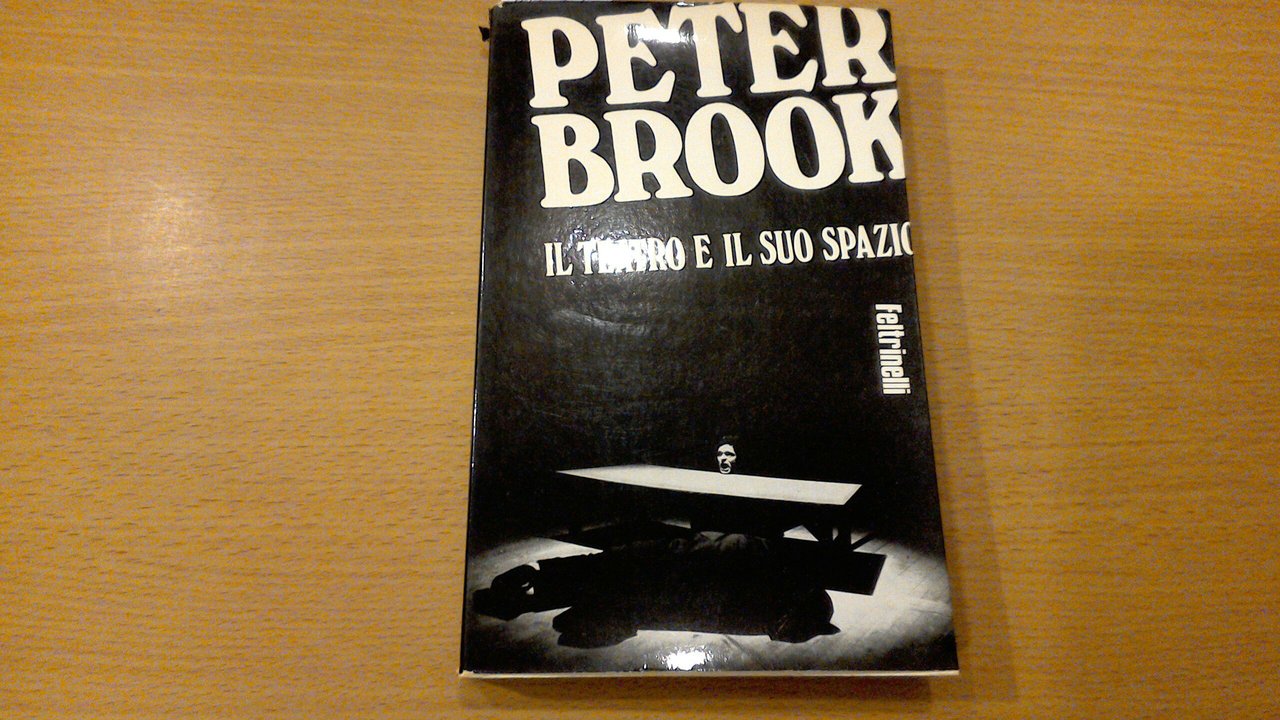 PETER
BROOK
IL TEATRO E IL SUO SPAZIO
Feltrinelli